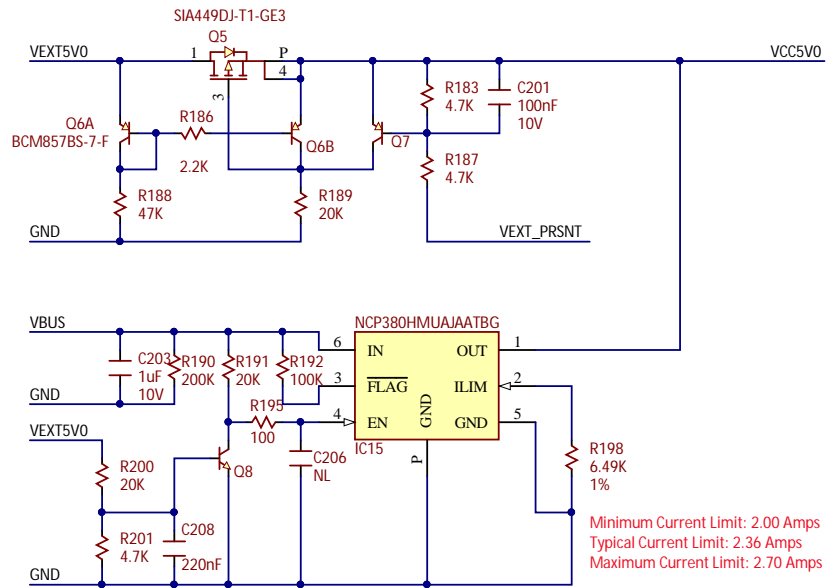 SIA449DJ-T1-GE3
Q5
VEXT5V0
1
P
4
3
VCC5V0
Q6A
BCM857BS-7-F
R186
2.2K
Q6B
Q7
R183
4.7K
C201
100nF
10V
R187
4.7K
R188
47K
R189
20K
GND
VEXT_PRSNT
VBUS
NCP380HMUAJAATBG
6
IN
OUT
1
C203
1uF
10V
R190
200K
R191
20K
R192
100K
3
FLAG
ILIM
2
GND
R195
100
4
EN
GND
GND
5
IC15
P
VEXT5V0
R200
20K
Q8
C206
NL
R198
6.49K
1%
R201
4.7K
C208
220nF
GND
Minimum Current Limit: 2.00 Amps
Typical Current Limit: 2.36 Amps
Maximum Current Limit: 2.70 Amps